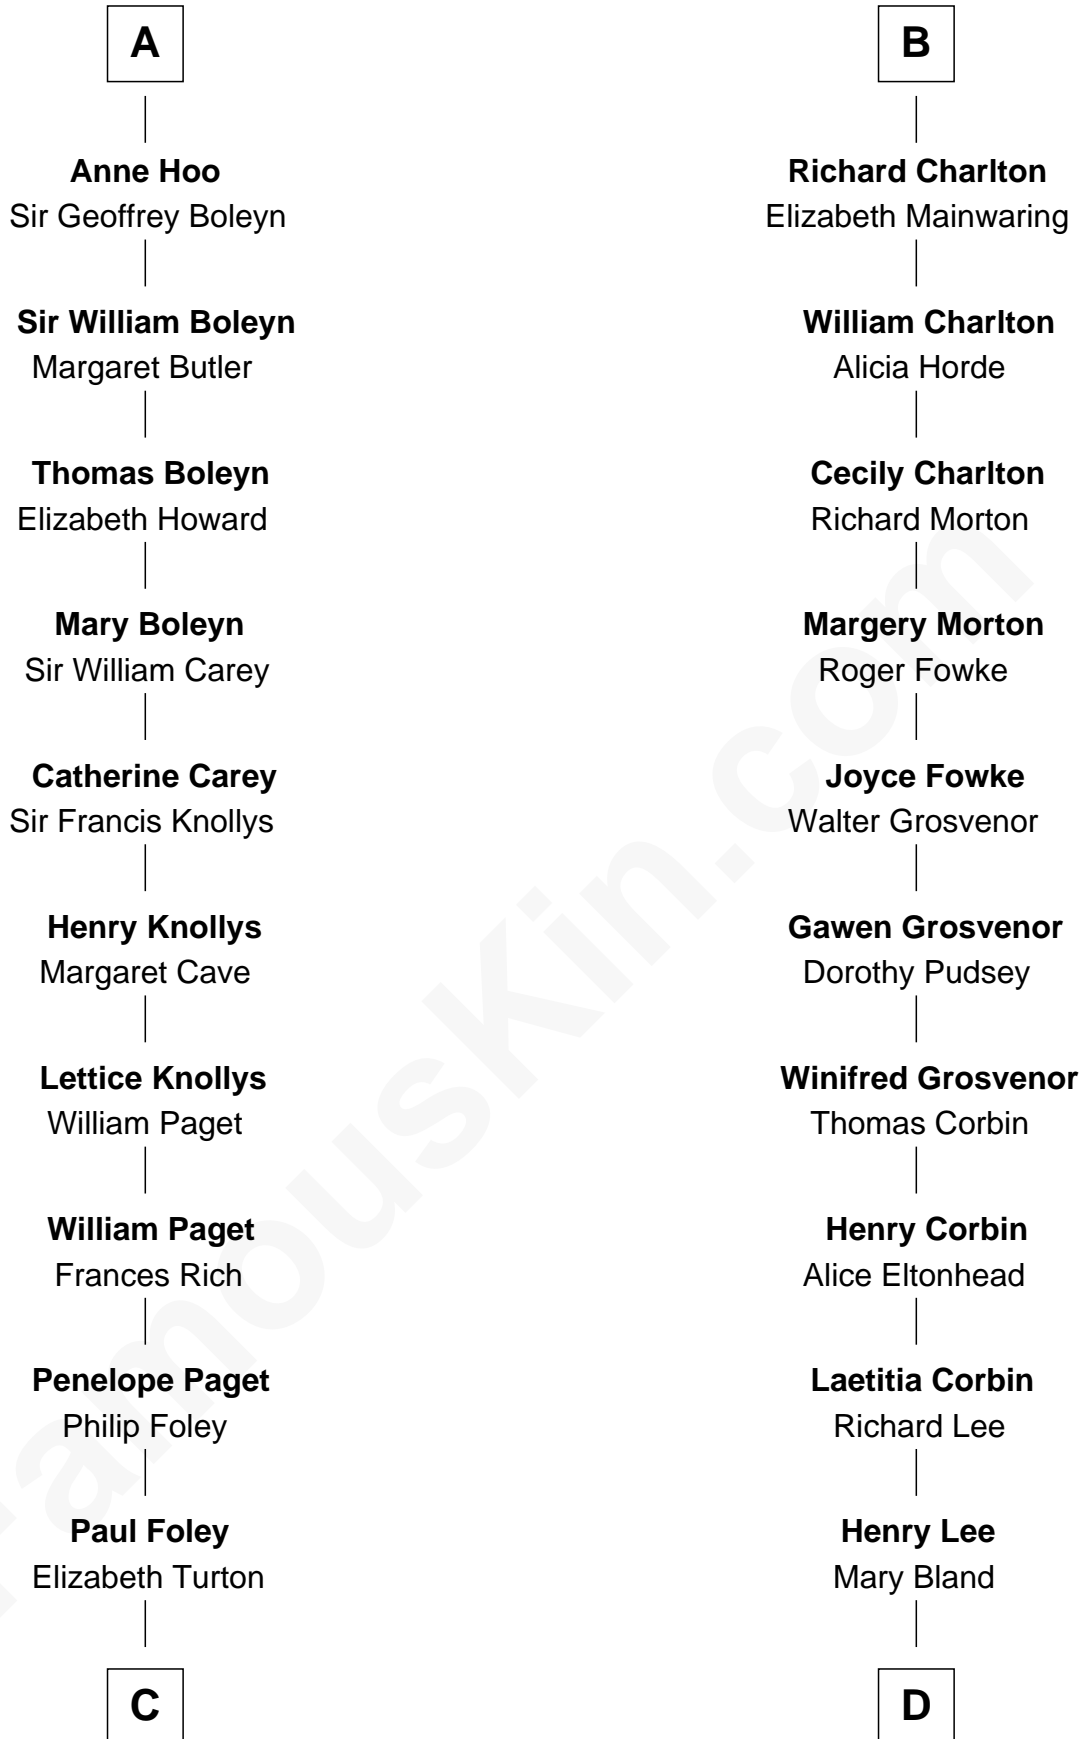 A
Anne Hoo
Sir Geoffrey Boleyn
Sir William Boleyn
Margaret Butler
Thomas Boleyn
Elizabeth Howard
Mary Boleyn
Sir William Carey
Catherine Carey
Sir Francis Knollys
Henry Knollys
Margaret Cave
Lettice Knollys
William Paget
William Paget
Frances Rich
Penelope Paget
Philip Foley
Paul Foley
Elizabeth Turton
C
B
Richard Charlton
Elizabeth Mainwaring
William Charlton
Alicia Horde
Cecily Charlton
Richard Morton
Margery Morton
Roger Fowke
Joyce Fowke
Walter Grosvenor
Gawen Grosvenor
Dorothy Pudsey
Winifred Grosvenor
Thomas Corbin
Henry Corbin
Alice Eltonhead
Laetitia Corbin
Richard Lee
Henry Lee
Mary Bland
D
FamousKin.com